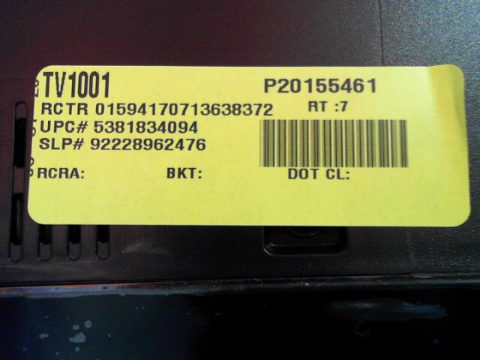 TV1001 P20155461
RCTR 01594170713638372 RT :7
UPC# 5381834094
SLP# 92228962476
RCRA: BKT: DOT CL: